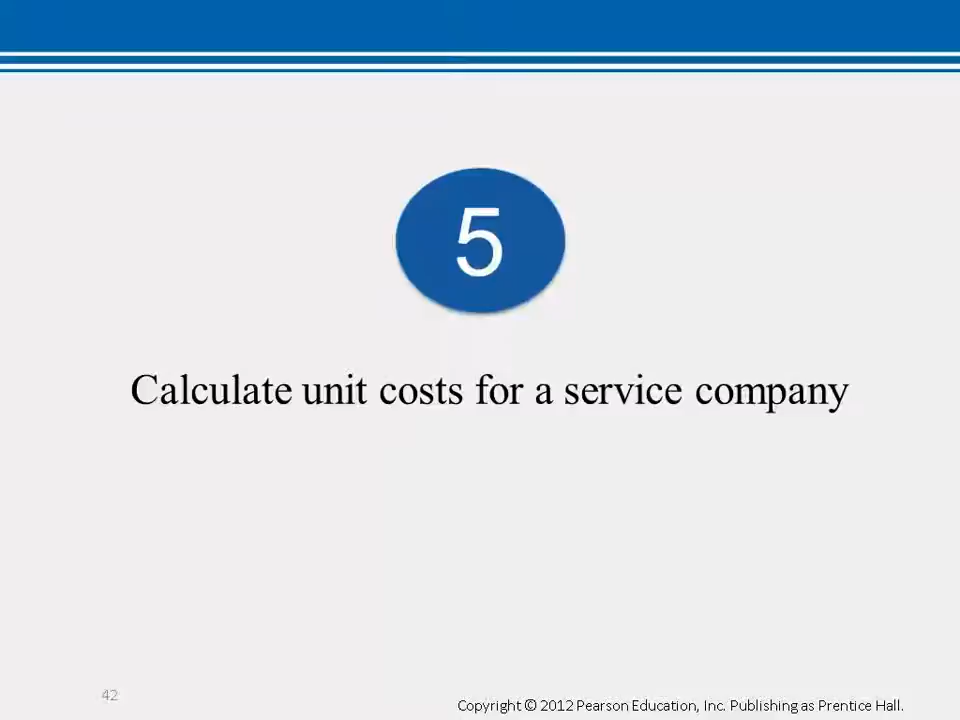 5
Calculate unit costs for a service company
42
Copyright © 2012 Pearson Education, Inc. Publishing as Prentice Hall.